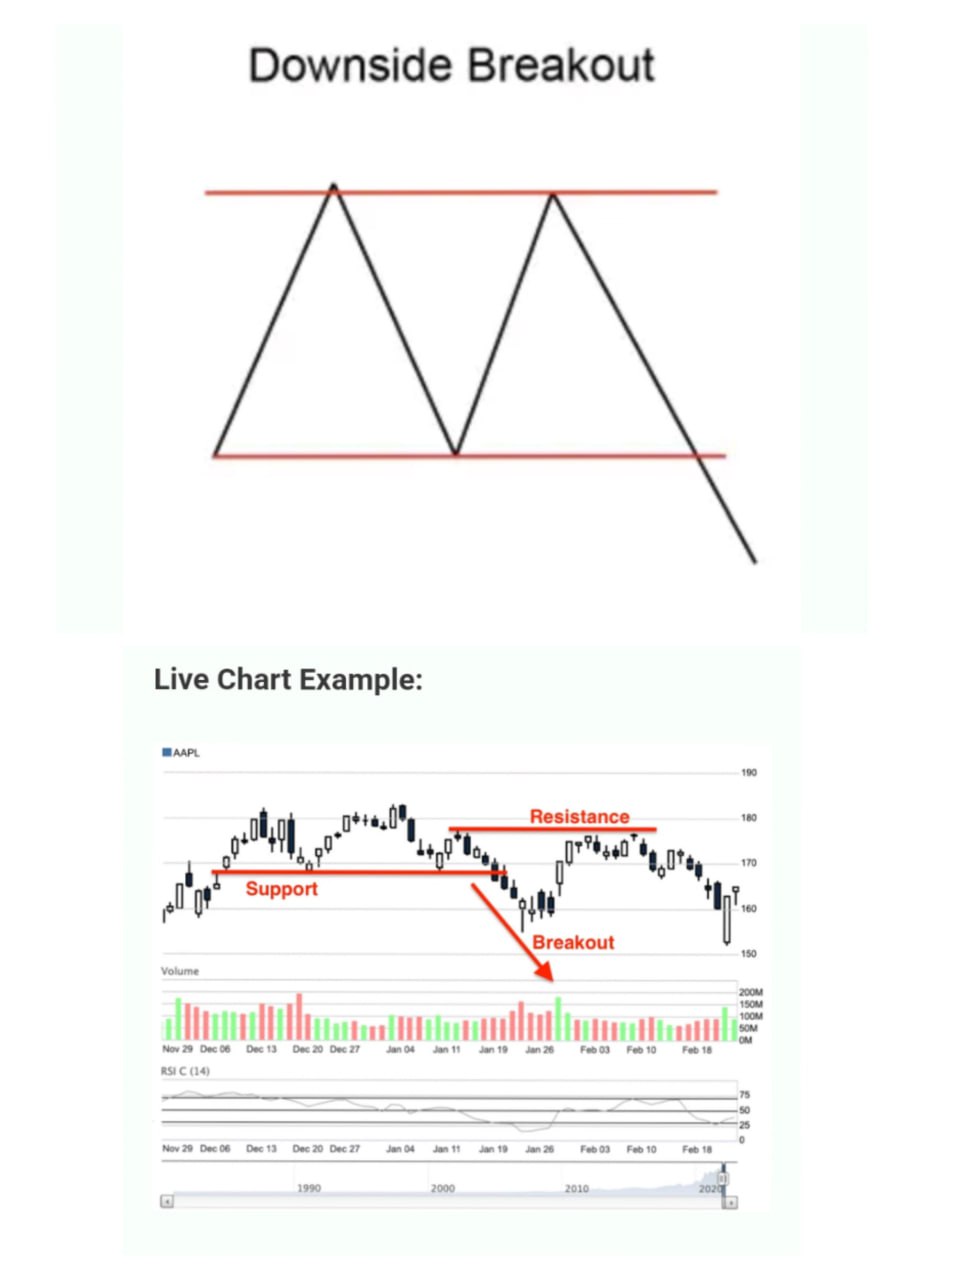 Downside Breakout
Live Chart Example:
AAPL
190
180
170
160
150
Resistance
Support
Breakout
Volume
200M
150M
100M
50M
0M
Nov 29 Dec 06 Dec 13 Dec 20 Dec 27 Jan 04 Jan 11 Jan 19 Jan 26 Feb 03 Feb 10 Feb 18
RSI C (14)
75
50
25
0
Nov 29 Dec 06 Dec 13 Dec 20 Dec 27 Jan 04 Jan 11 Jan 19 Jan 26 Feb 03 Feb 10 Feb 18
1990 2000 2010 2020